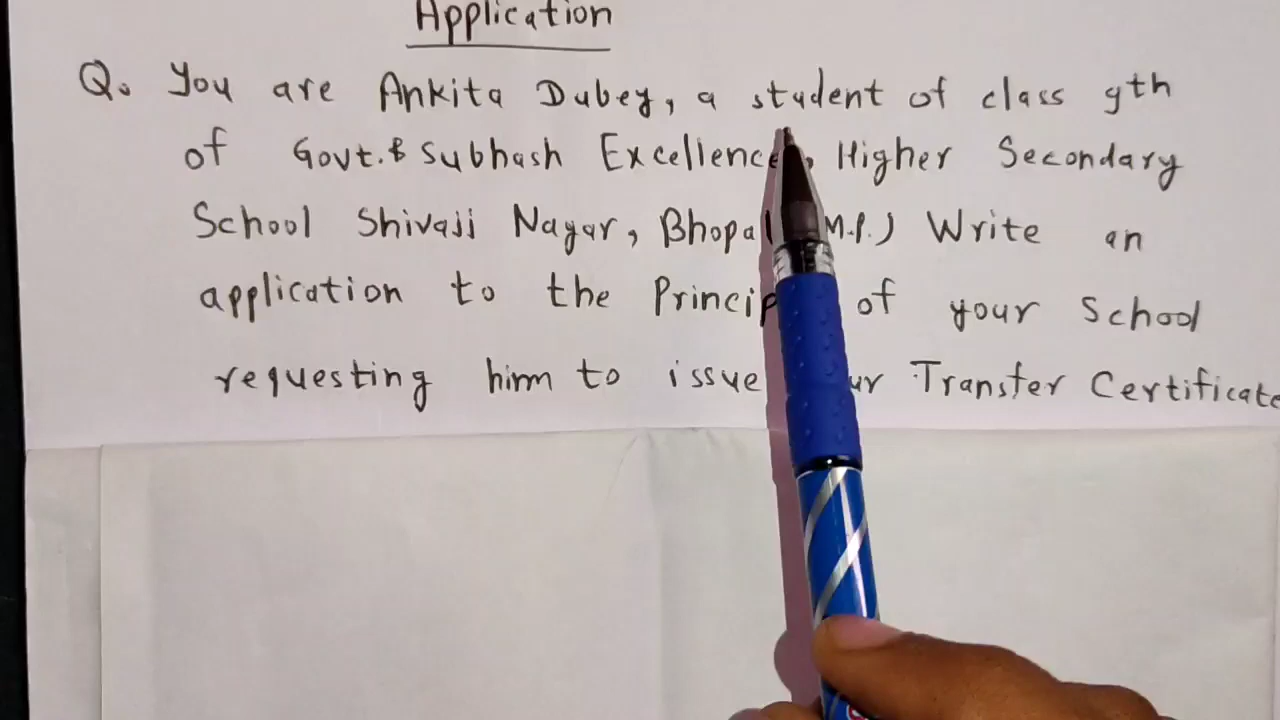 Application
Q. You are Ankita Dubey, a student of class 9th
of Govt. Subhash Excellence, Higher Secondary
School Shivaji Nagar, Bhopal M.P.) Write an
application to the Princip of your School
requesting him to issue ur Transfer Certificate